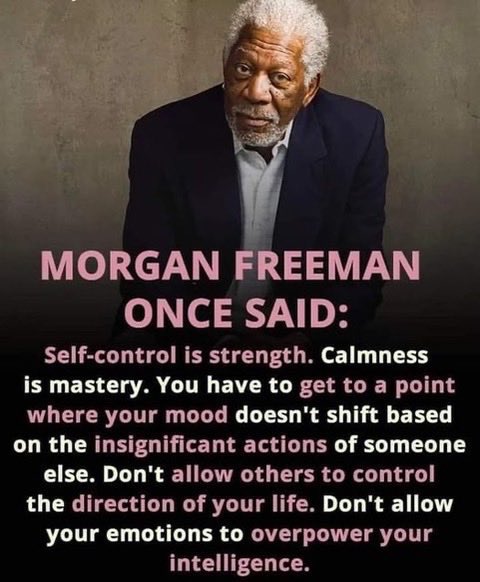 MORGAN FREEMAN
ONCE SAID:
Self-control is strength. Calmness
is mastery. You have to get to a point
where your mood doesn't shift based
on the insignificant actions of someone
else. Don't allow others to control
the direction of your life. Don't allow
your emotions to overpower your
intelligence.